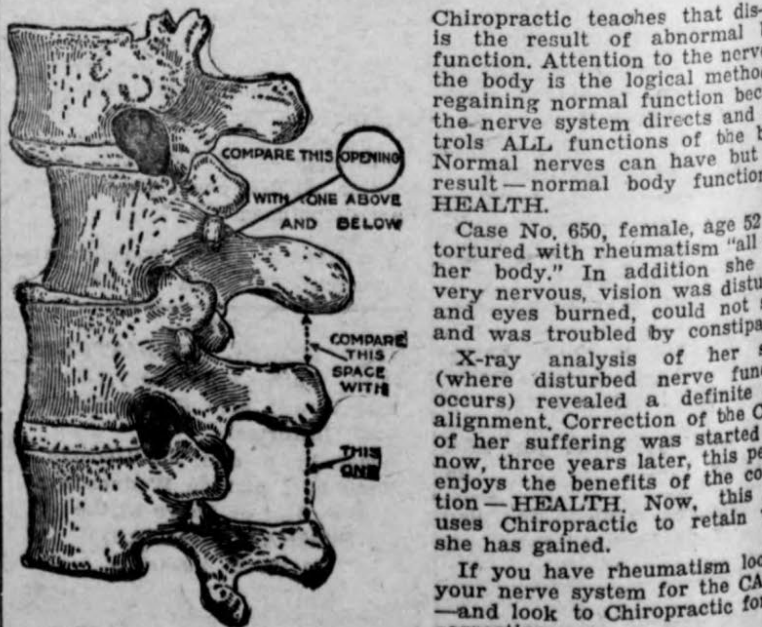 COMPARE THIS OPENING
WITH ONE ABOVE
AND BELOW
COMPARE
THIS
SPACE
WITH
THIS
ONE
Chiropractic teaches that dis-
is the result of abnormal
function. Attention to the
the body is the logical
regaining normal function
the nerve system directs and
trols ALL functions of the
Normal nerves can have but
result — normal body
HEALTH.
Case No. 650, female, age 52
tortured with rheumatism "all
her body." In addition she
very nervous, vision was
and eyes burned, could not
and was troubled by
X-ray analysis of her
(where disturbed nerve
occurs) revealed a definite
alignment. Correction of the
of her suffering was started
now, three years later, this
enjoys the benefits of the
tion — HEALTH. Now, this
uses Chiropractic to retain
she has gained.
If you have rheumatism
your nerve system for the
—and look to Chiropractic for